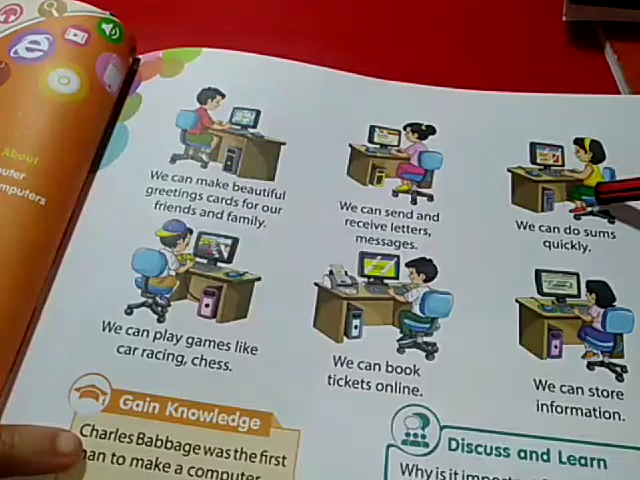 About
mputers
We can make beautiful
greetings cards for our
friends and family.
We can send and
receive letters,
messages.
We can do sums
quickly.
We can play games like
car racing, chess.
We can book
tickets online.
We can store
information.
Gain Knowledge
Charles Babbage was the first
man to make a computer
Discuss and Learn
Why is it